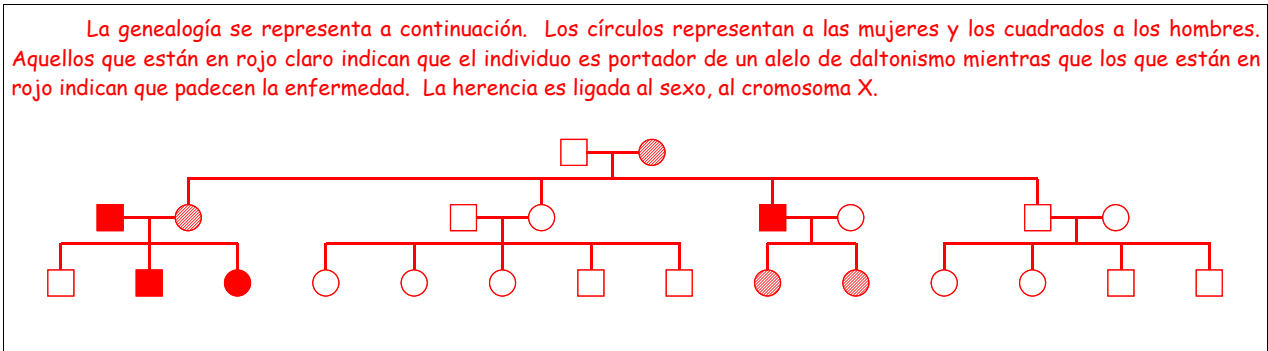 La genealogía se representa a continuación. Los círculos representan a las mujeres y los cuadrados a los hombres.
Aquellos que están en rojo claro indican que el individuo es portador de un alelo de daltonismo mientras que los que están en
rojo indican que padecen la enfermedad. La herencia es ligada al sexo, al cromosoma X.